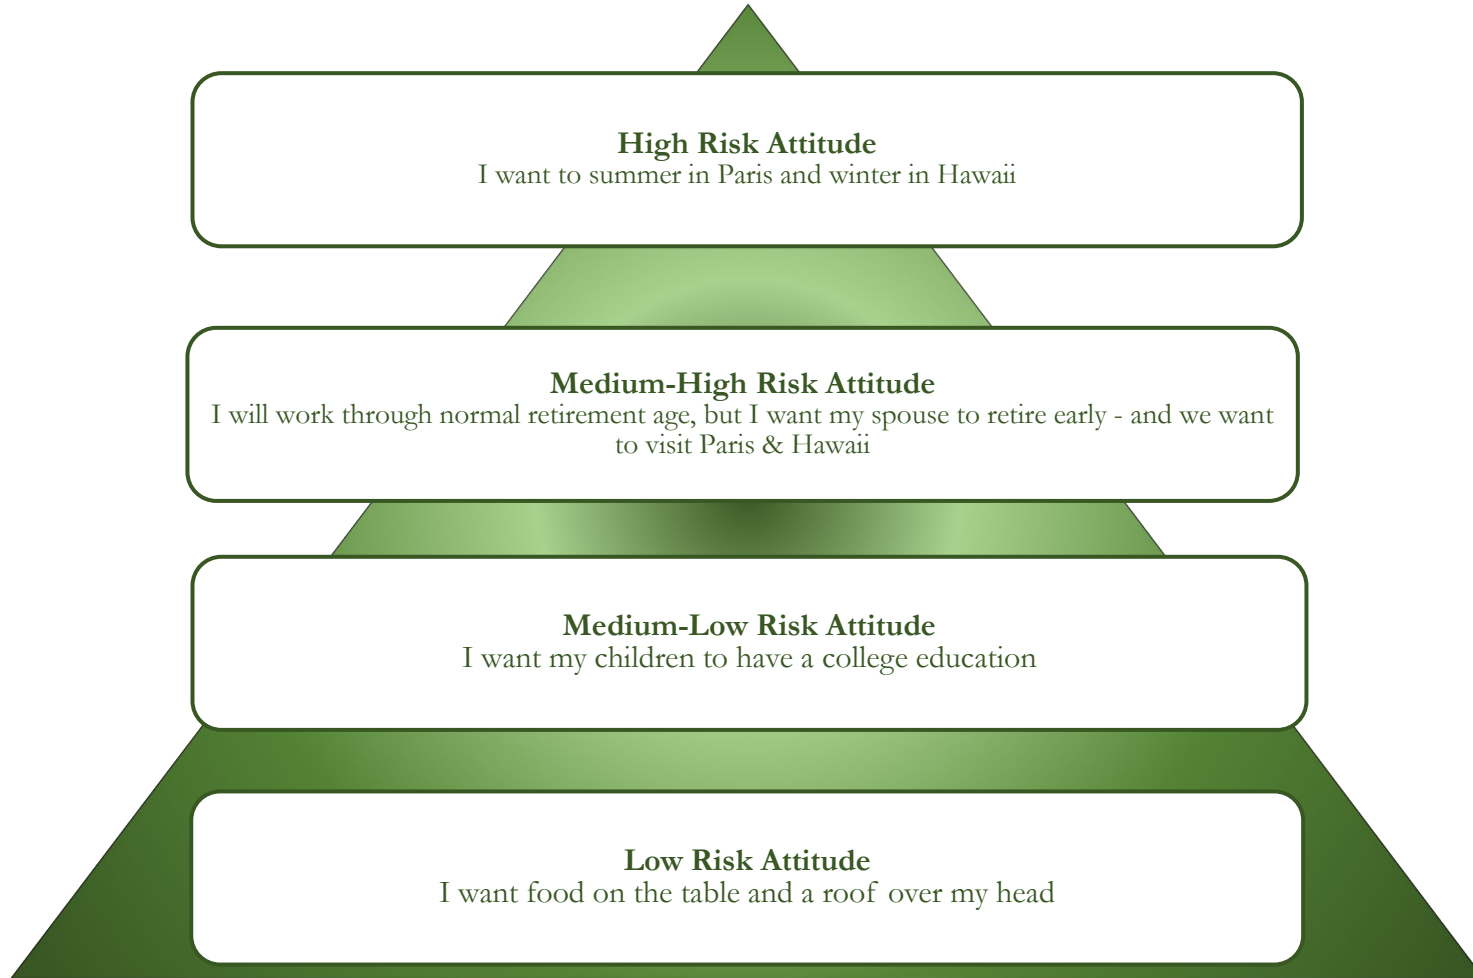 High Risk Attitude
I want to summer in Paris and winter in Hawaii
Medium-High Risk Attitude
I will work through normal retirement age, but I want my spouse to retire early - and we want
to visit Paris & Hawaii
Medium-Low Risk Attitude
I want my children to have a college education
Low Risk Attitude
I want food on the table and a roof over my head